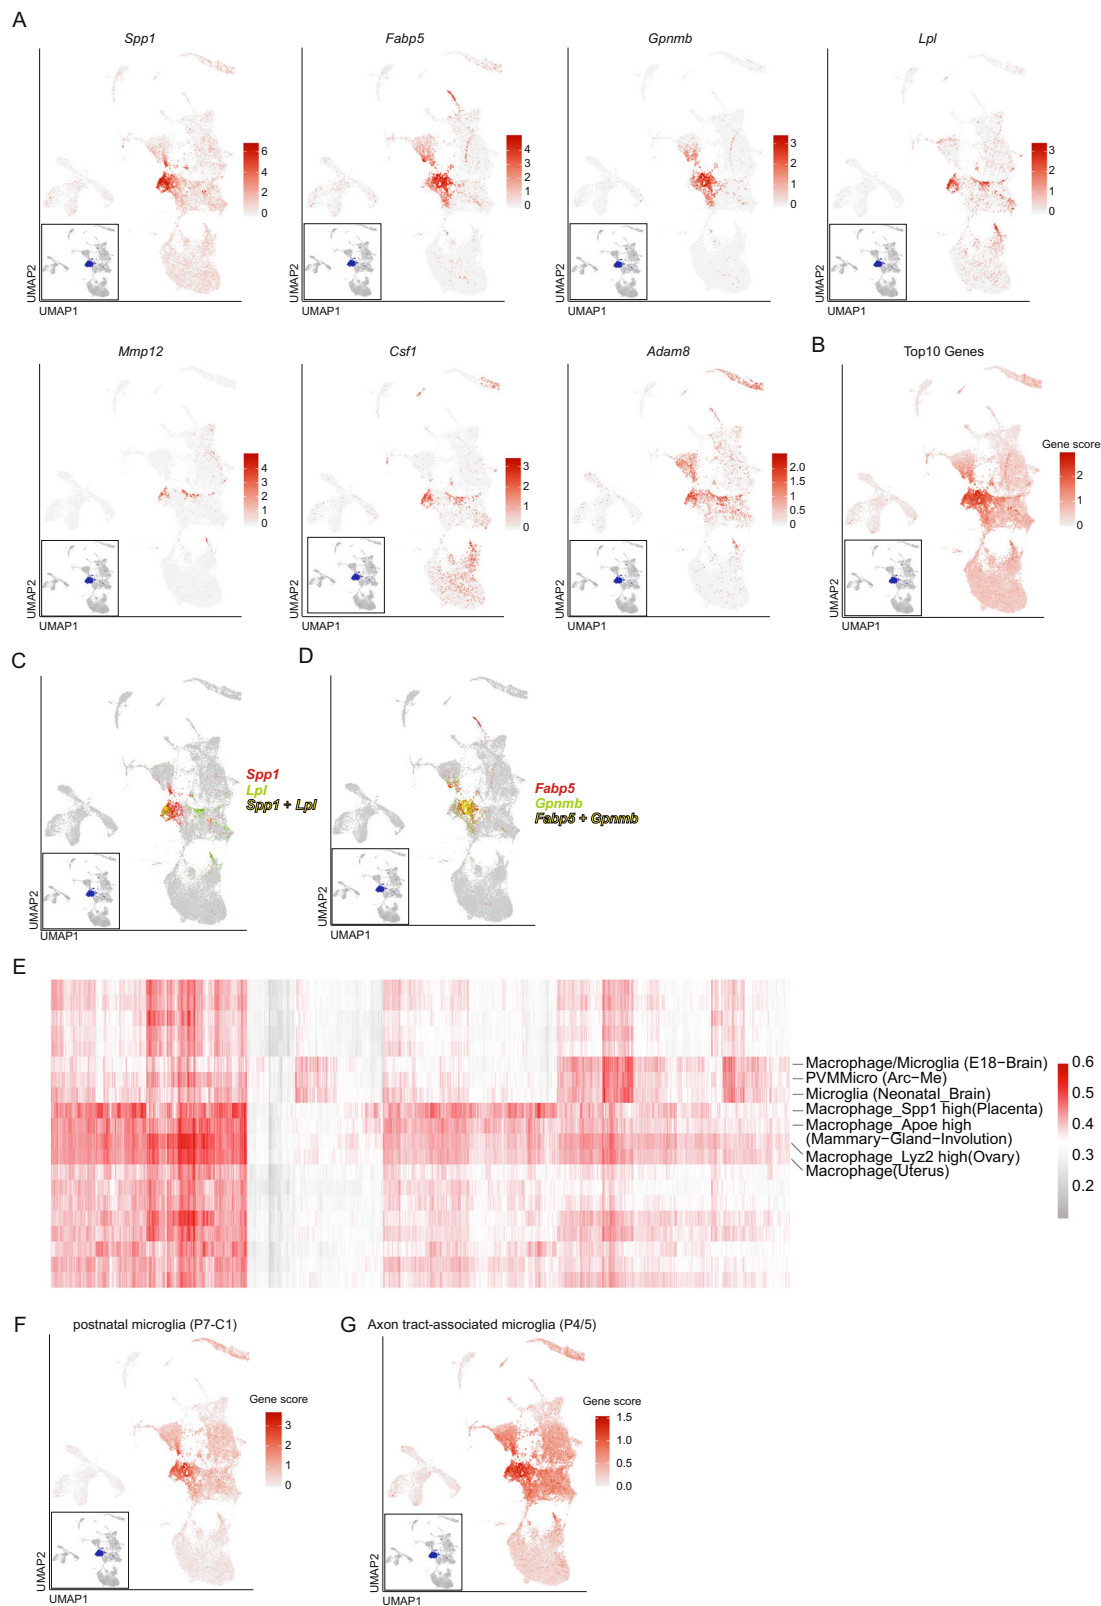 A
Spp1
Fabp5
Gpnmb
Lpl
6
4
2
0
4
3
2
1
0
3
2
1
0
3
2
1
0
UMAP2
UMAP1
UMAP2
UMAP1
UMAP2
UMAP1
UMAP2
UMAP1
Mmp12
Csf1
Adam8
B
Top10 Genes
5
4
3
2
1
0
3
2
1
0
2.0
1.5
1.0
0.5
0
Gene score
2
1
0
UMAP2
UMAP1
UMAP2
UMAP1
UMAP2
UMAP1
UMAP2
UMAP1
C
Spp1
Lpl
Spp1 + Lpl
UMAP2
UMAP1
D
Fabp5
Gpnmb
Fabp5 + Gpnmb
UMAP2
UMAP1
E
Macrophage/Microglia (E18−Brain)
PVMMicro (Arc−Me)
Microglia (Neonatal_Brain)
Macrophage_Spp1 high(Placenta)
Macrophage_Apoe high
(Mammary−Gland−Involution)
Macrophage_Lyz2 high(Ovary)
Macrophage(Uterus)
0.6
0.5
0.4
0.3
0.2
F
postnatal microglia (P7-C1)
Gene score
3
2
1
0
UMAP2
UMAP1
G
Axon tract-associated microglia (P4/5)
Gene score
1.5
1.0
0.5
0.0
UMAP2
UMAP1